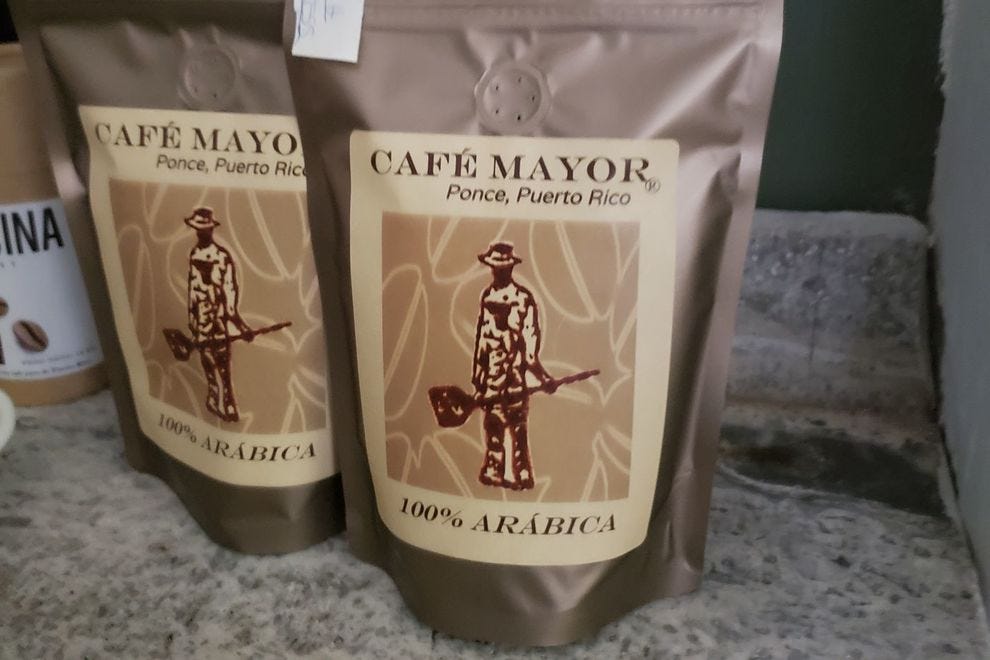 CAFÉ MAYOR
Ponce, Puerto Rico
100% ARÁBICA
CAFÉ MAYOR®
Ponce, Puerto Rico
100% ARÁBICA